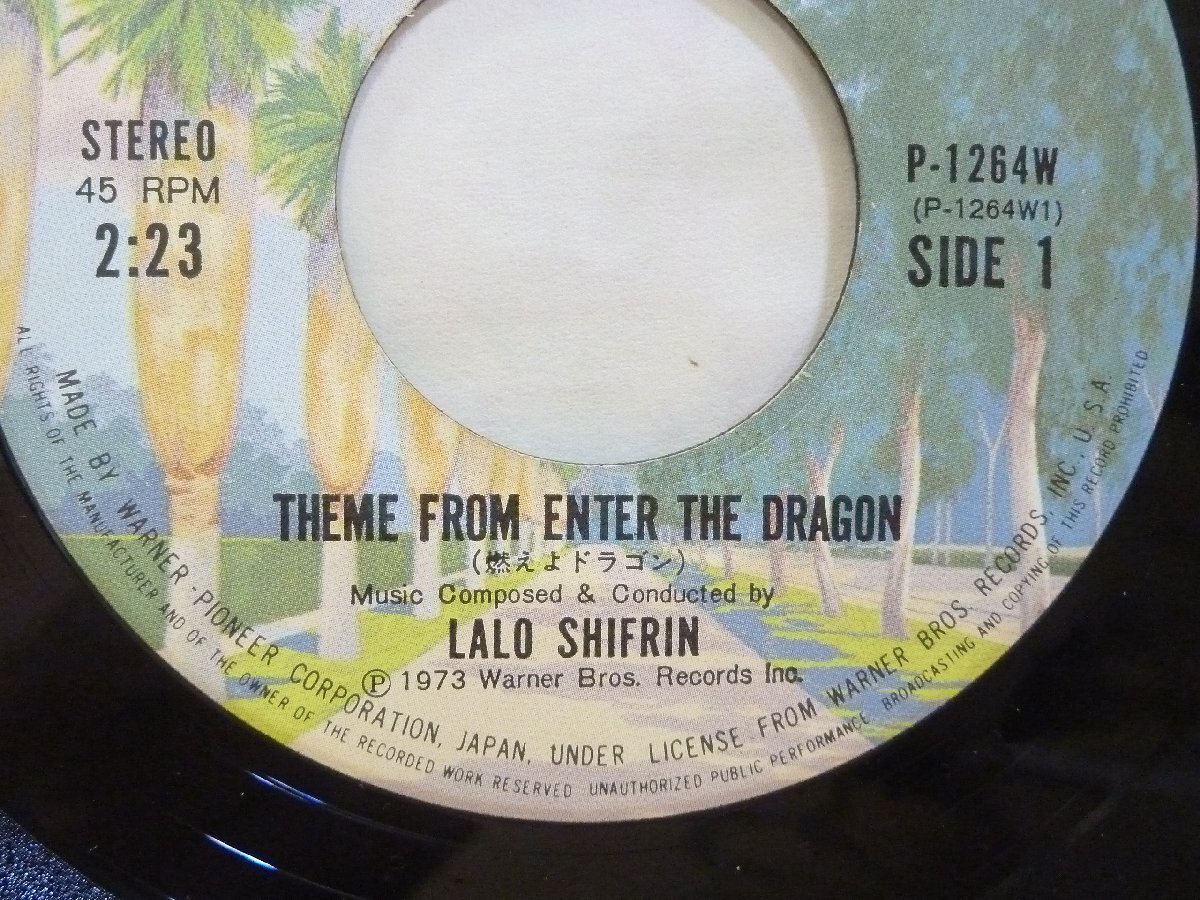 STEREO
45 RPM
2:23
P-1264W
(P-1264W1)
SIDE 1
THEME FROM ENTER THE DRAGON
(燃えよドラゴン)
Music Composed & Conducted by
LALO SHIFRIN
Ⓟ 1973 Warner Bros. Records Inc.
MADE BY WARNER-PIONEER CORPORATION, JAPAN, UNDER LICENSE FROM WARNER BROS. RECORDS, INC., U.S.A.
ALL RIGHTS OF THE MANUFACTURER AND OF THE OWNER OF THE RECORDED WORK RESERVED UNAUTHORIZED PUBLIC PERFORMANCE BROADCASTING AND COPYING OF THIS RECORD PROHIBITED